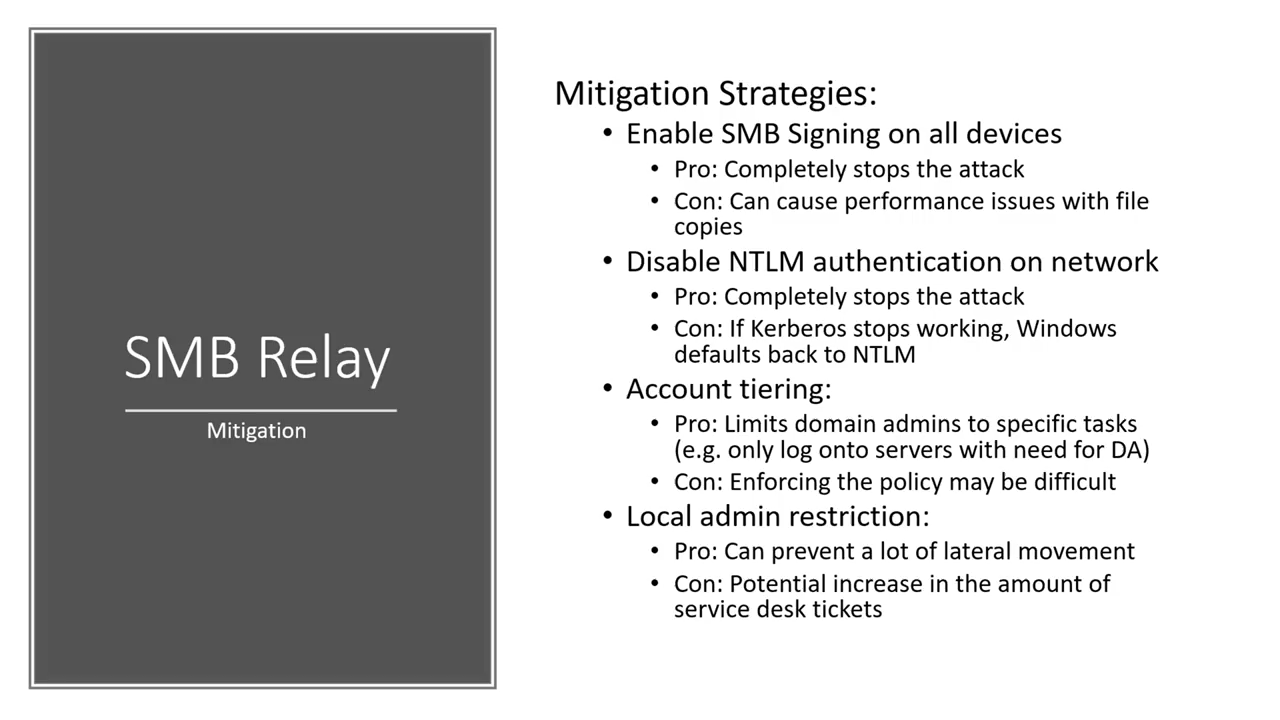 SMB Relay
Mitigation
Mitigation Strategies:
• Enable SMB Signing on all devices
• Pro: Completely stops the attack
• Con: Can cause performance issues with file
copies
• Disable NTLM authentication on network
• Pro: Completely stops the attack
• Con: If Kerberos stops working, Windows
defaults back to NTLM
• Account tiering:
• Pro: Limits domain admins to specific tasks
(e.g. only log onto servers with need for DA)
• Con: Enforcing the policy may be difficult
• Local admin restriction:
• Pro: Can prevent a lot of lateral movement
• Con: Potential increase in the amount of
service desk tickets